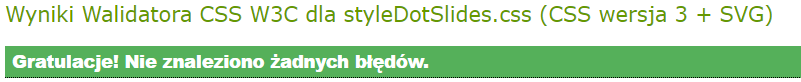 Wyniki Walidatora CSS W3C dla styleDotSlides.css (CSS wersja 3 + SVG)
Gratulacje! Nie znaleziono żadnych błędów.